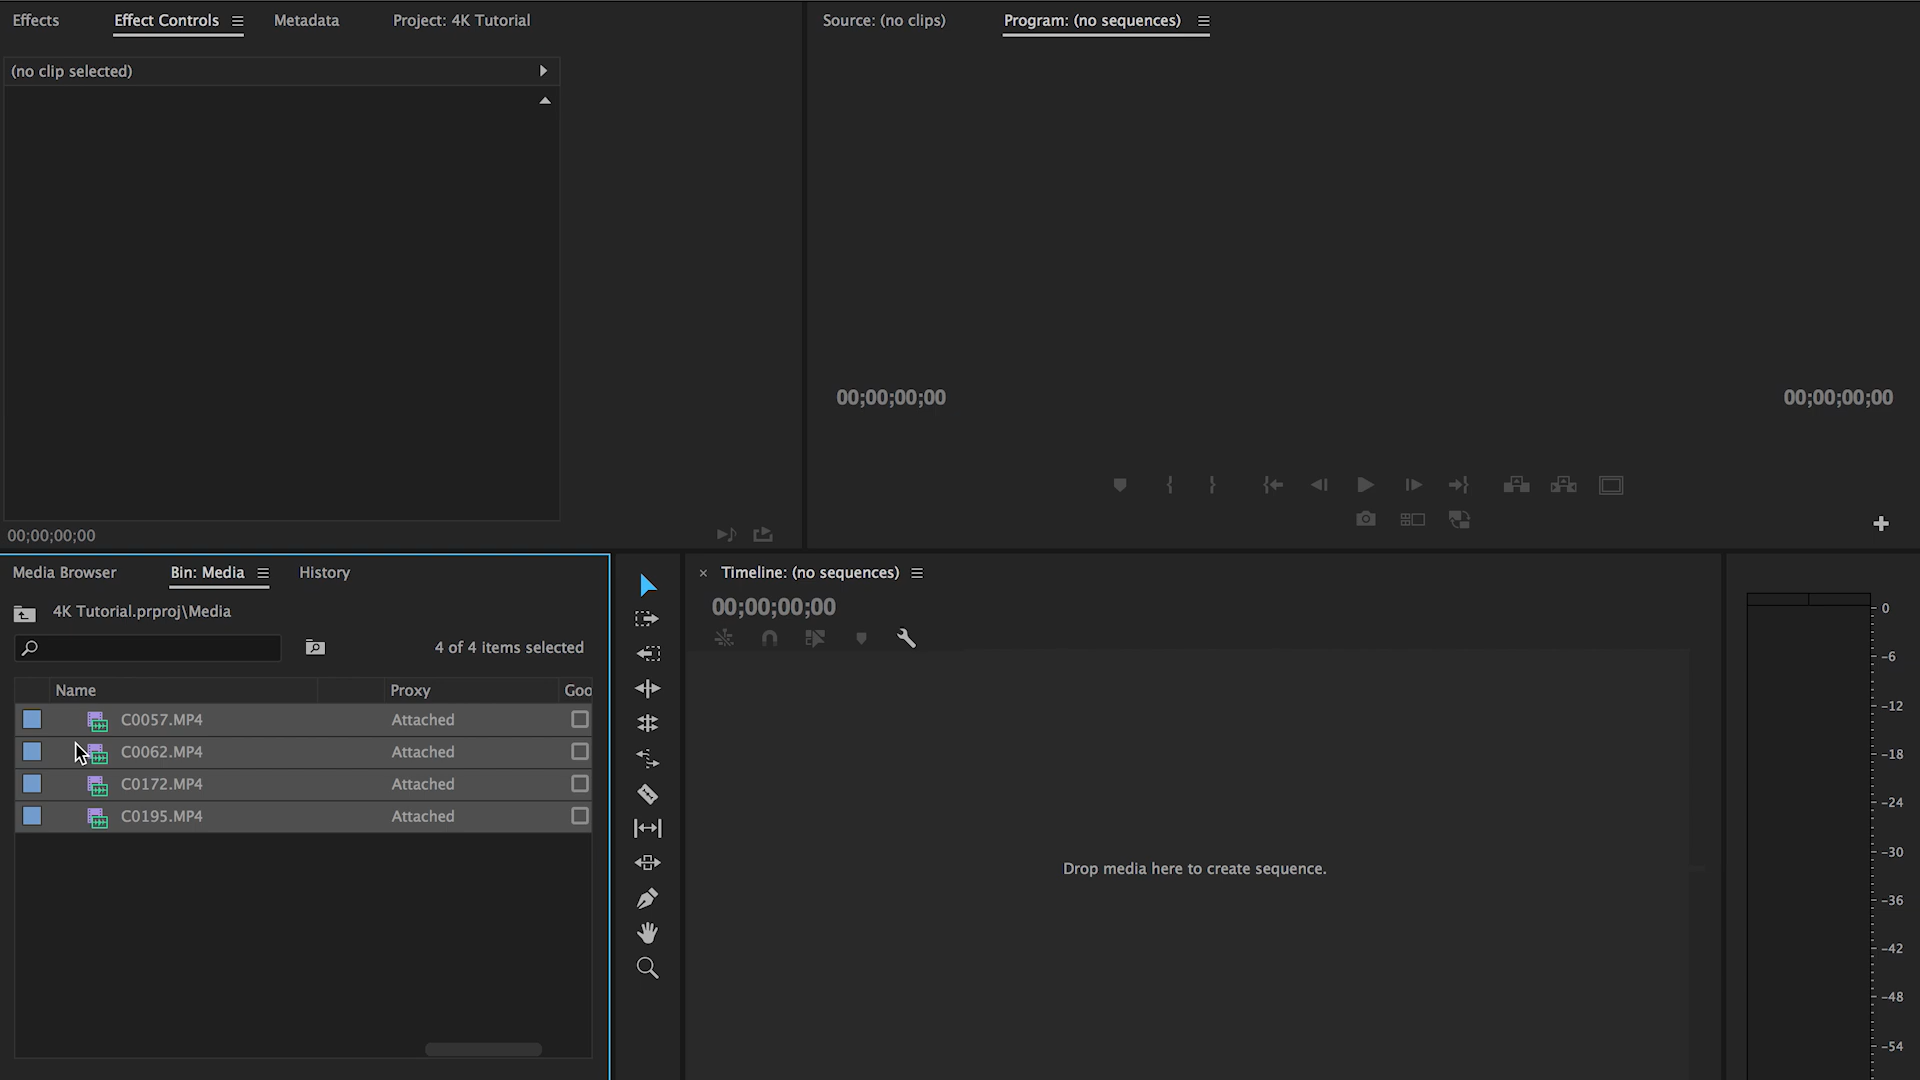 Effects
Effect Controls
Metadata
Project: 4K Tutorial
(no clip selected)
00;00;00;00
Source: (no clips)
Program: (no sequences)
00;00;00;00
00;00;00;00
Media Browser
Bin: Media
History
4K Tutorial.prproj\Media
4 of 4 items selected
Name
Proxy
Goo
C0057.MP4
Attached
C0062.MP4
Attached
C0172.MP4
Attached
C0195.MP4
Attached
Timeline: (no sequences)
00;00;00;00
Drop media here to create sequence.
0
-6
-12
-18
-24
-30
-36
-42
-48
-54